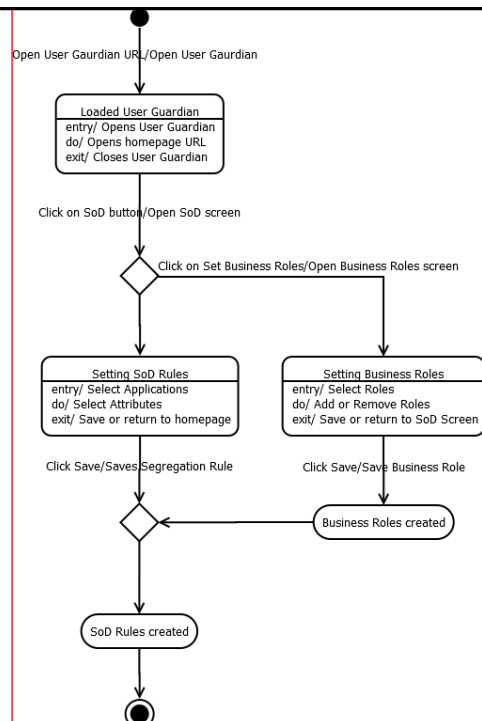 Open User Gaurdian URL/Open User Gaurdian
Loaded User Guardian
entry/ Opens User Guardian
do/ Opens homepage URL
exit/ Closes User Guardian
Click on SoD button/Open SoD screen
Click on Set Business Roles/Open Business Roles screen
Setting SoD Rules
entry/ Select Applications
do/ Select Attributes
exit/ Save or return to homepage
Setting Business Roles
entry/ Select Roles
do/ Add or Remove Roles
exit/ Save or return to SoD Screen
Click Save/Saves Segregation Rule
Click Save/Save Business Role
Business Roles created
SoD Rules created